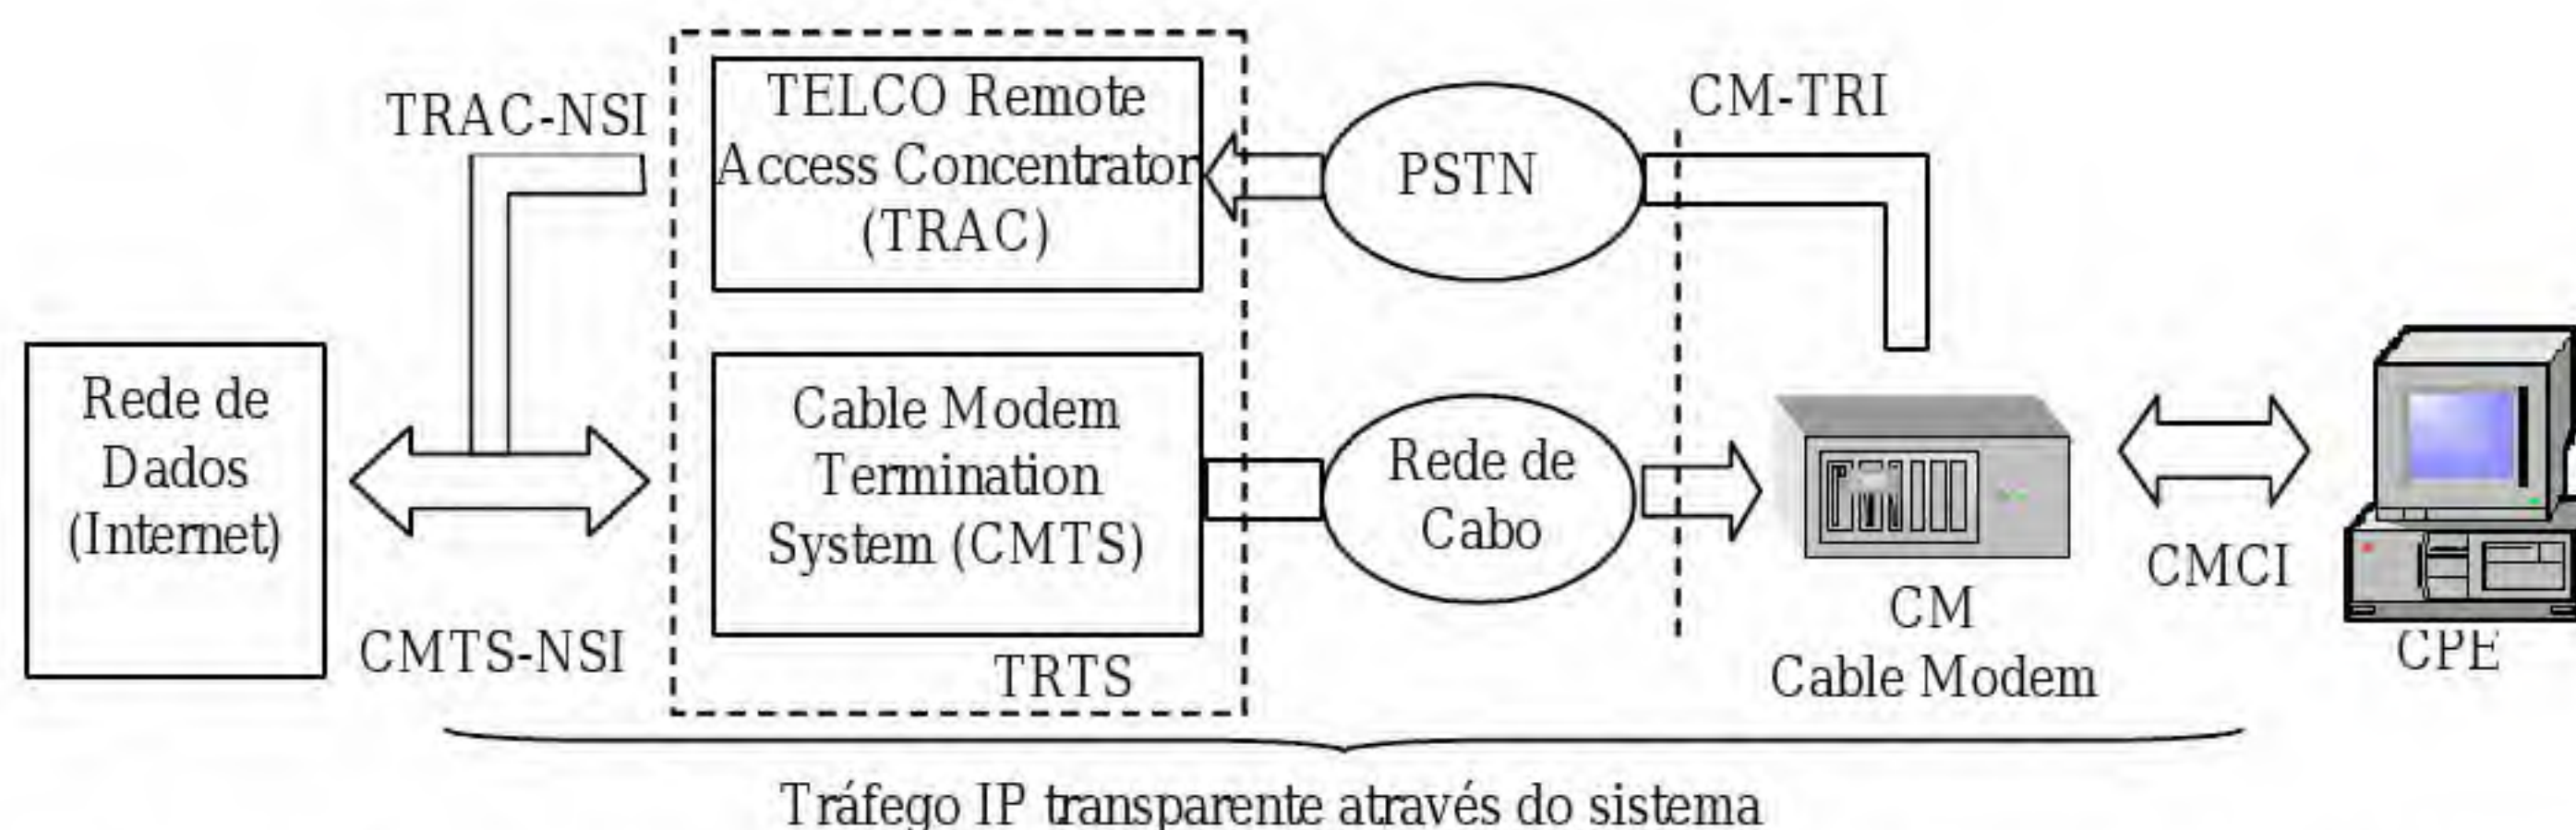 TRAC-NSI
TELCO Remote
Access Concentrator
(TRAC)
PSTN
CM-TRI
Rede de
Dados
(Internet)
CMTS-NSI
Cable Modem
Termination
System (CMTS)
TRTS
Rede de
Cabo
CM
Cable Modem
CMCI
CPE
Tráfego IP transparente através do sistema